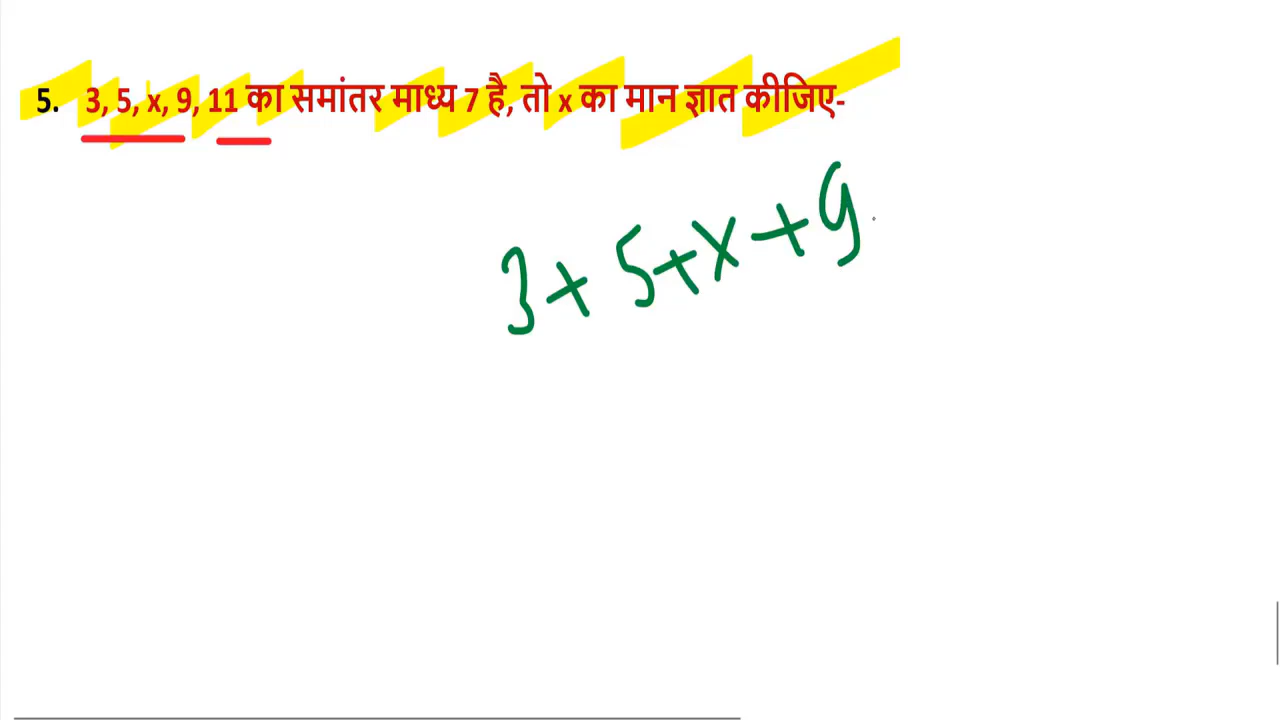 5. 3, 5, x, 9, 11 का समांतर माध्य 7 है, तो x का मान ज्ञात कीजिए-
3+5+x+9